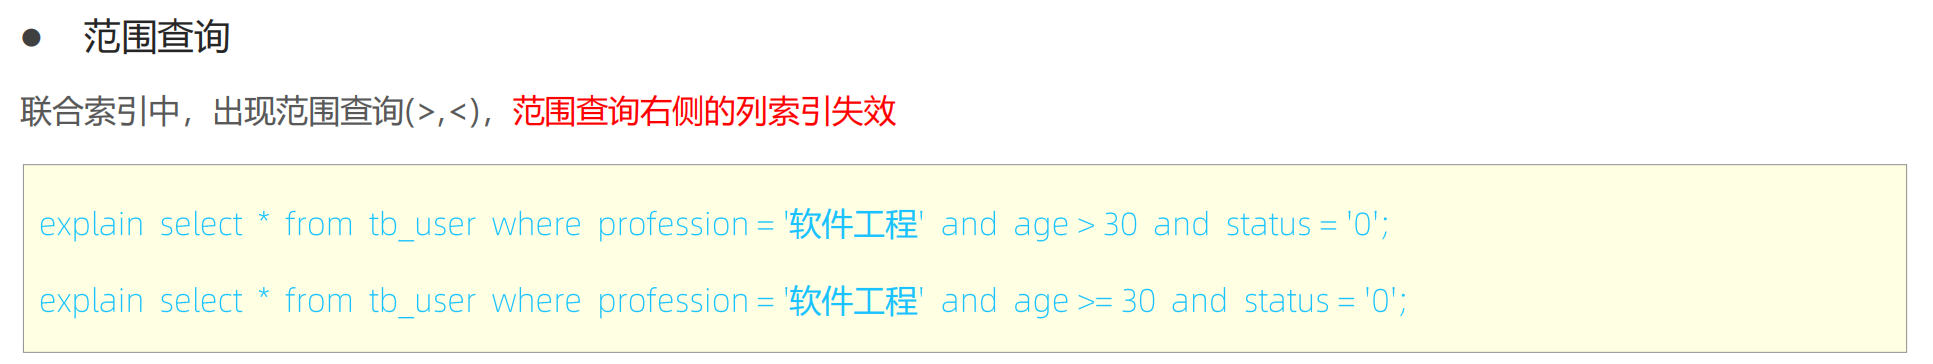 ● 范围查询
联合索引中，出现范围查询(>,<)，范围查询右侧的列索引失效
explain select * from tb_user where profession = '软件工程' and age > 30 and status = '0';
explain select * from tb_user where profession = '软件工程' and age >= 30 and status = '0';